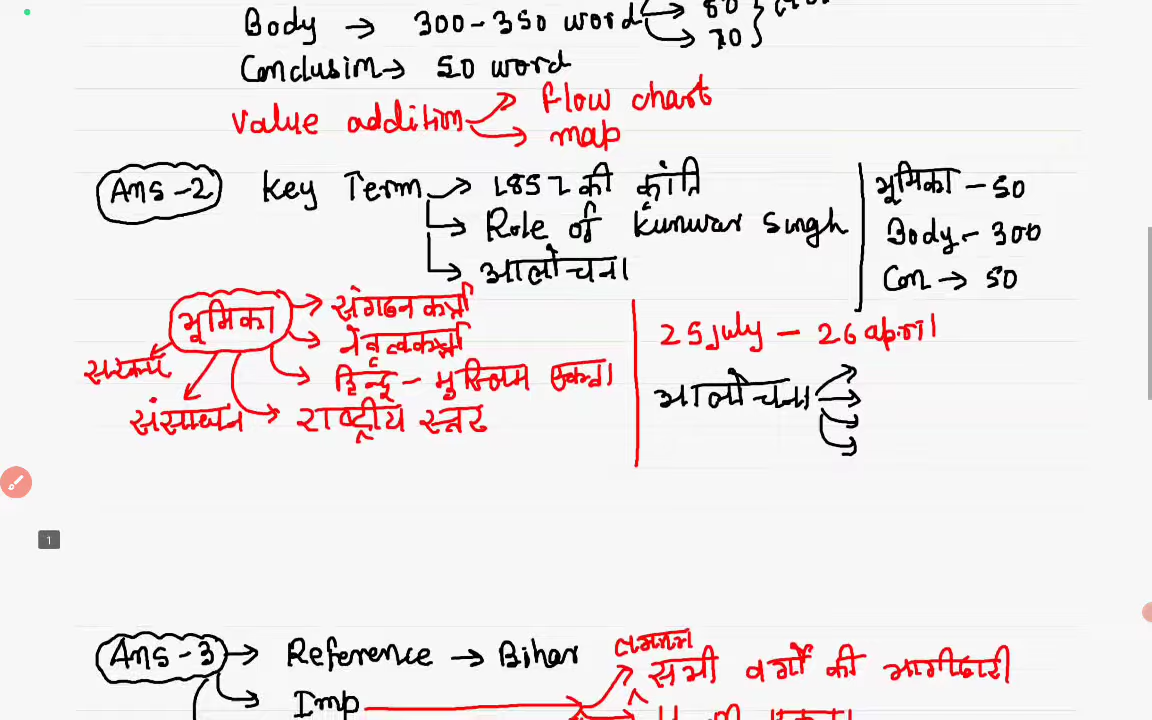 Body → 300-350 word
70
Conclusion → 50 word
Value addition → flow chart
→ map
Ans-2 Key Term → 1857 की क्रांति
→ Role of Kunwar Singh
→ आलोचना
भूमिका - 50
Body - 300
Con → 50
भूमिका → संगठनकर्ता
→ नेतृत्वकर्ता
→ हिन्दू - मुस्लिम एकता
→ राष्ट्रीय स्तर
संसाधन
25 july - 26 april
आलोचना
1
Ans-3 → Reference → Bihar
→ Imp → सभी वर्गों की भागीदारी